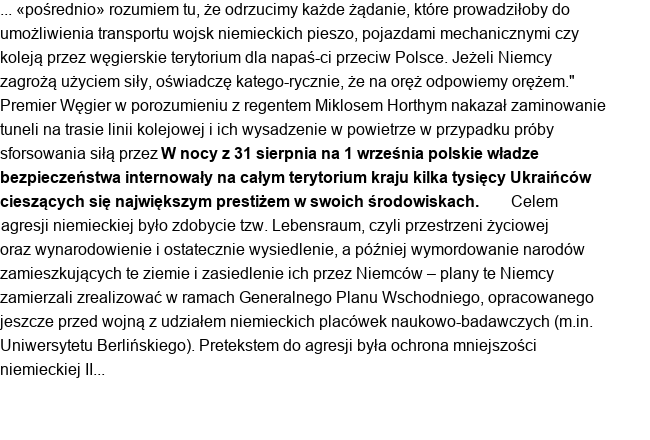 ... «pośrednio» rozumiem tu, że odrzucimy każde żądanie, które prowadziłoby do
umożliwienia transportu wojsk niemieckich pieszo, pojazdami mechanicznymi czy
koleją przez węgierskie terytorium dla napaś-ci przeciw Polsce. Jeżeli Niemcy
zagrożą użyciem siły, oświadczę katego-rycznie, że na oręż odpowiemy orężem."
Premier Węgier w porozumieniu z regentem Miklosem Horthym nakazał zaminowanie
tuneli na trasie linii kolejowej i ich wysadzenie w powietrze w przypadku próby
sforsowania siłą przez W nocy z 31 sierpnia na 1 września polskie władze
bezpieczeństwa internowały na całym terytorium kraju kilka tysięcy Ukraińców
cieszących się największym prestiżem w swoich środowiskach. Celem
agresji niemieckiej było zdobycie tzw. Lebensraum, czyli przestrzeni życiowej
oraz wynarodowienie i ostatecznie wysiedlenie, a później wymordowanie narodów
zamieszkujących te ziemie i zasiedlenie ich przez Niemców – plany te Niemcy
zamierzali zrealizować w ramach Generalnego Planu Wschodniego, opracowanego
jeszcze przed wojną z udziałem niemieckich placówek naukowo-badawczych (m.in.
Uniwersytetu Berlińskiego). Pretekstem do agresji była ochrona mniejszości
niemieckiej II...